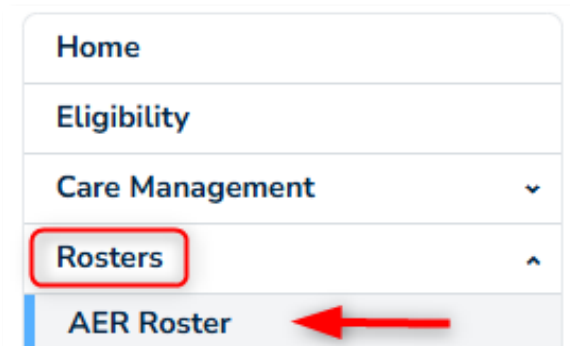 Home
Eligibility
Care Management
Rosters
AER Roster